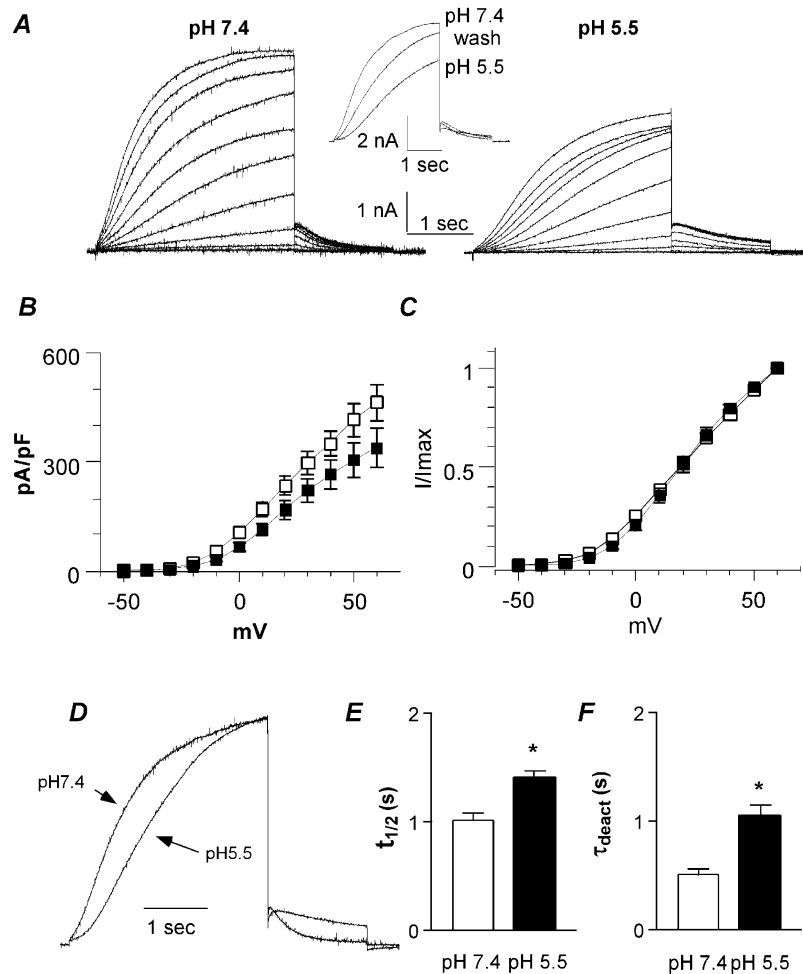 A
pH 7.4
pH 7.4
wash
pH 5.5
2 nA
1 sec
pH 5.5
1 nA
1 sec
B
600
300
0
pA/pF
-50
0
50
mV
C
1
0.5
0
I/Imax
-50
0
50
mV
D
pH7.4
pH5.5
1 sec
E
2
1
0
t1/2 (s)
*
pH 7.4 pH 5.5
F
2
1
0
τdeact (s)
*
pH 7.4 pH 5.5